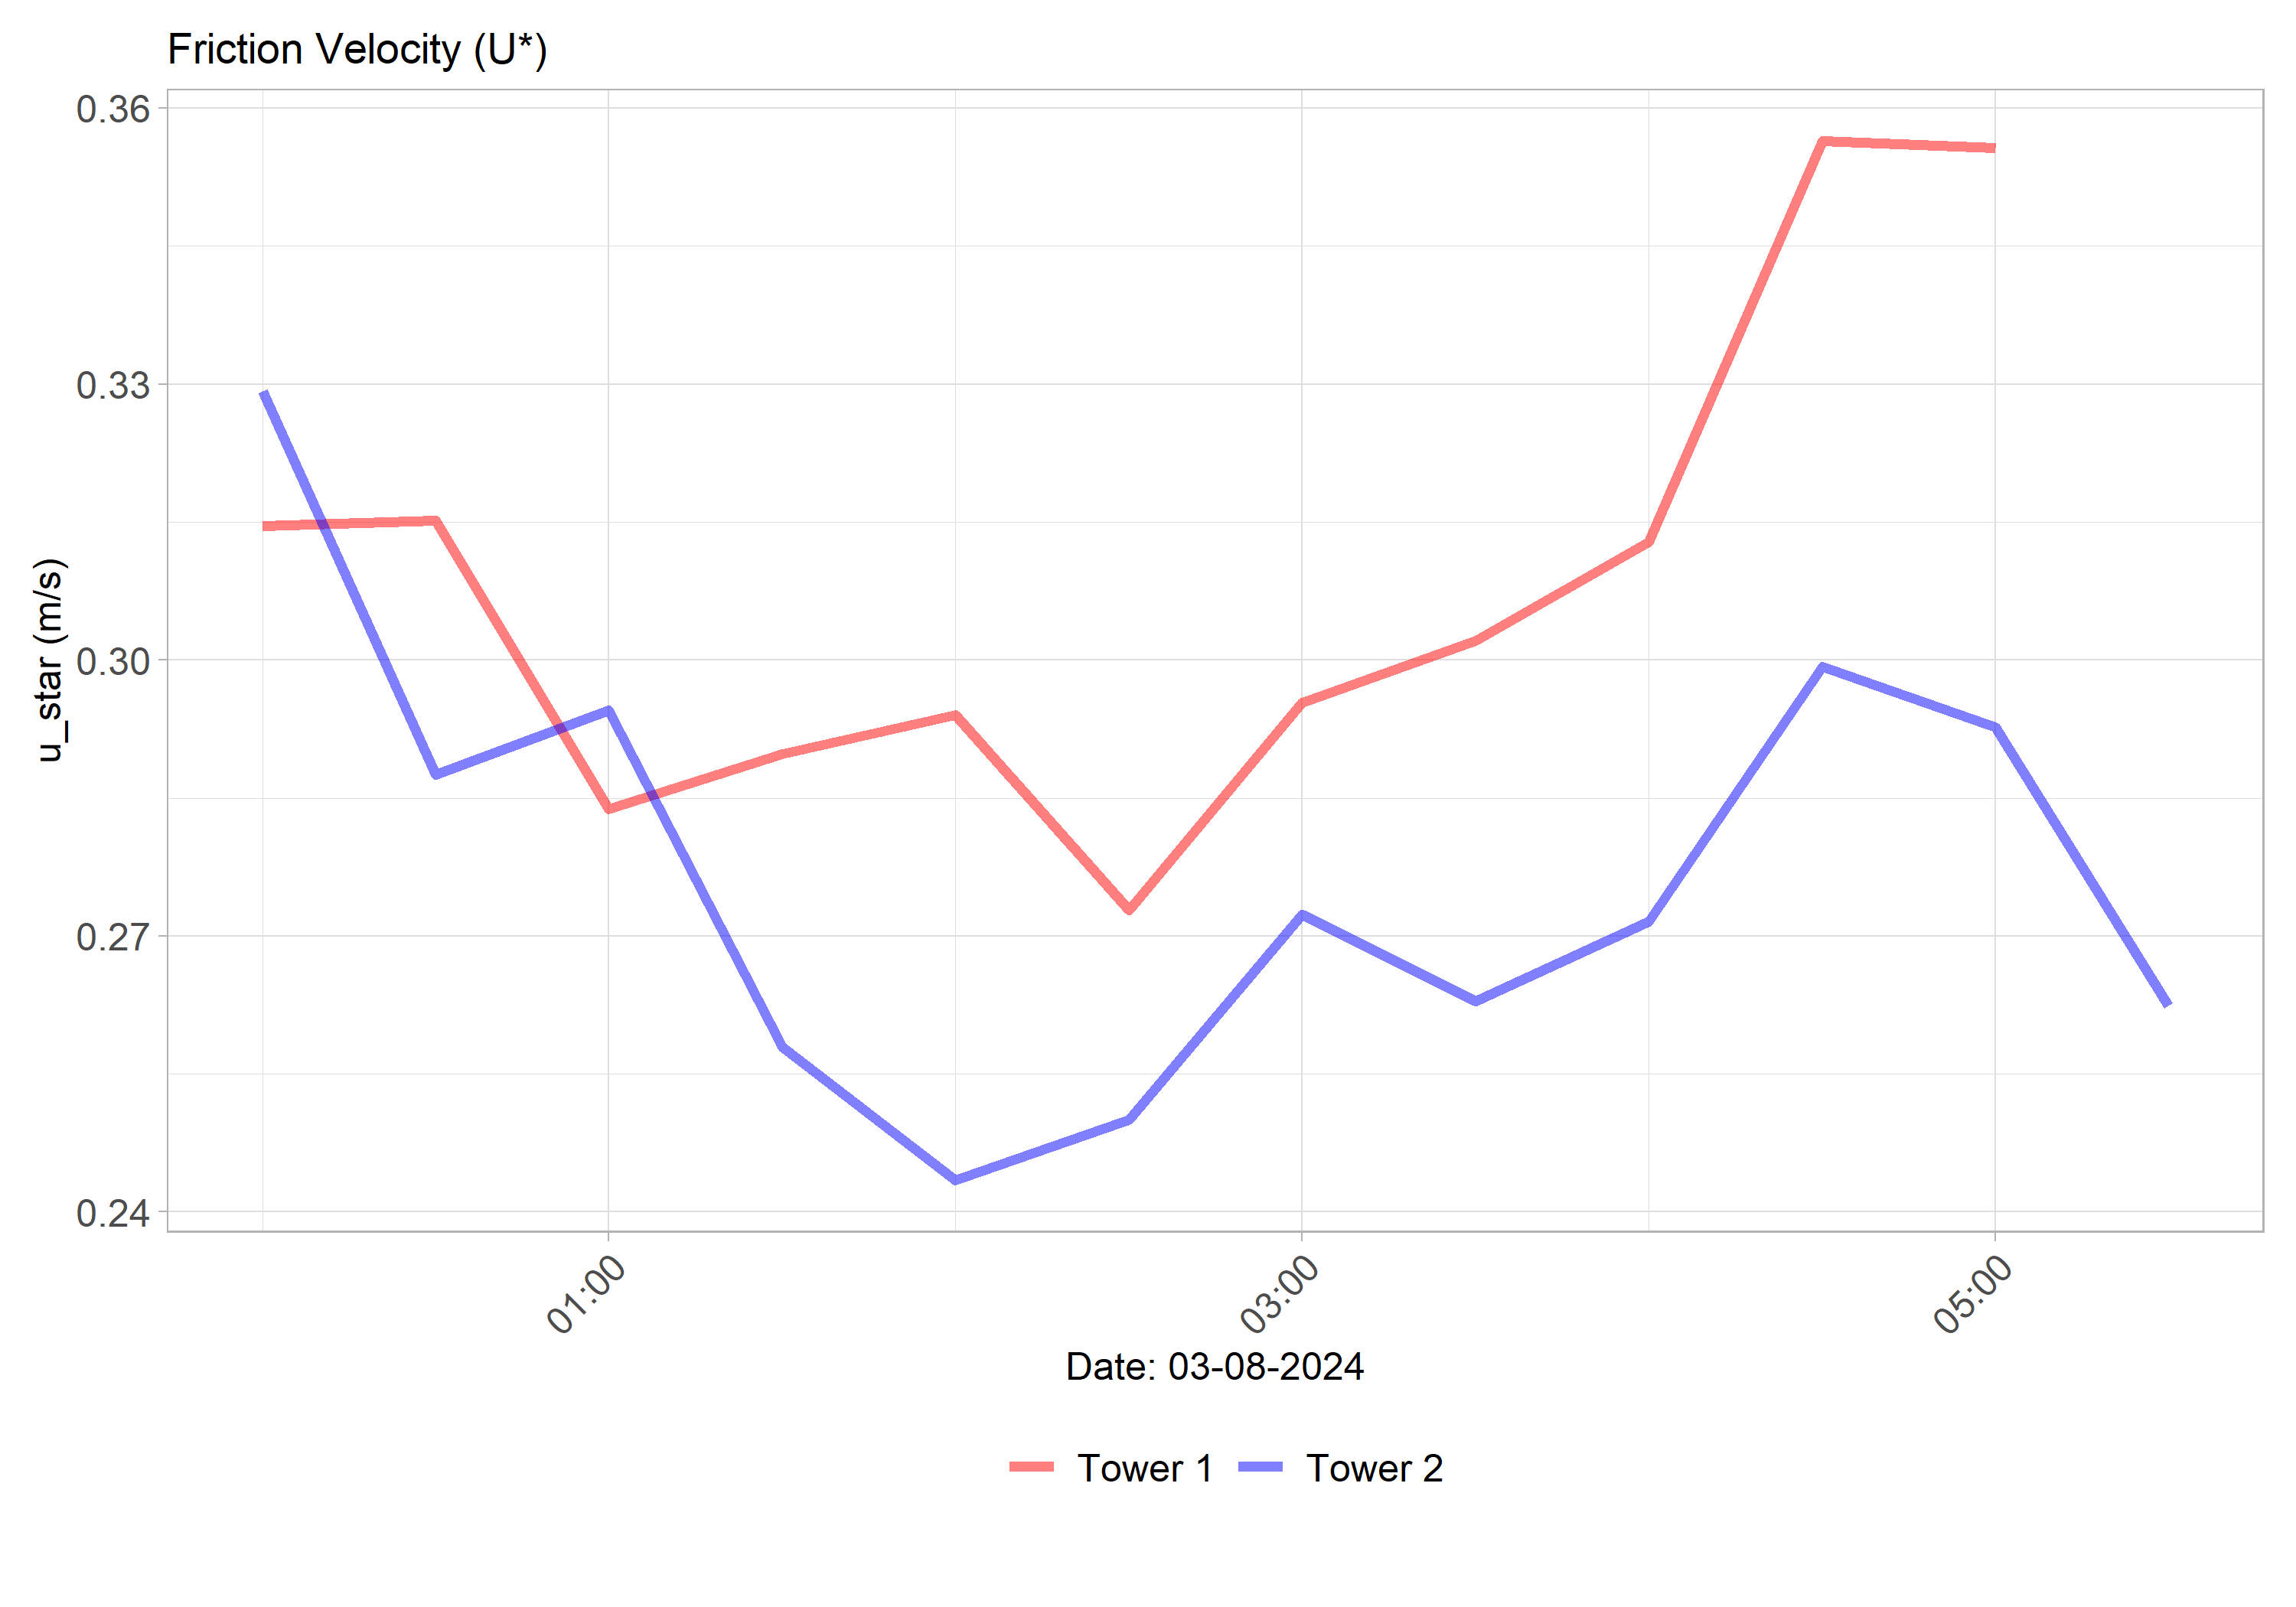 Friction Velocity (U*)
0.36
0.33
0.30
0.27
0.24
u_star (m/s)
01:00
03:00
05:00
Date: 03-08-2024
Tower 1
Tower 2